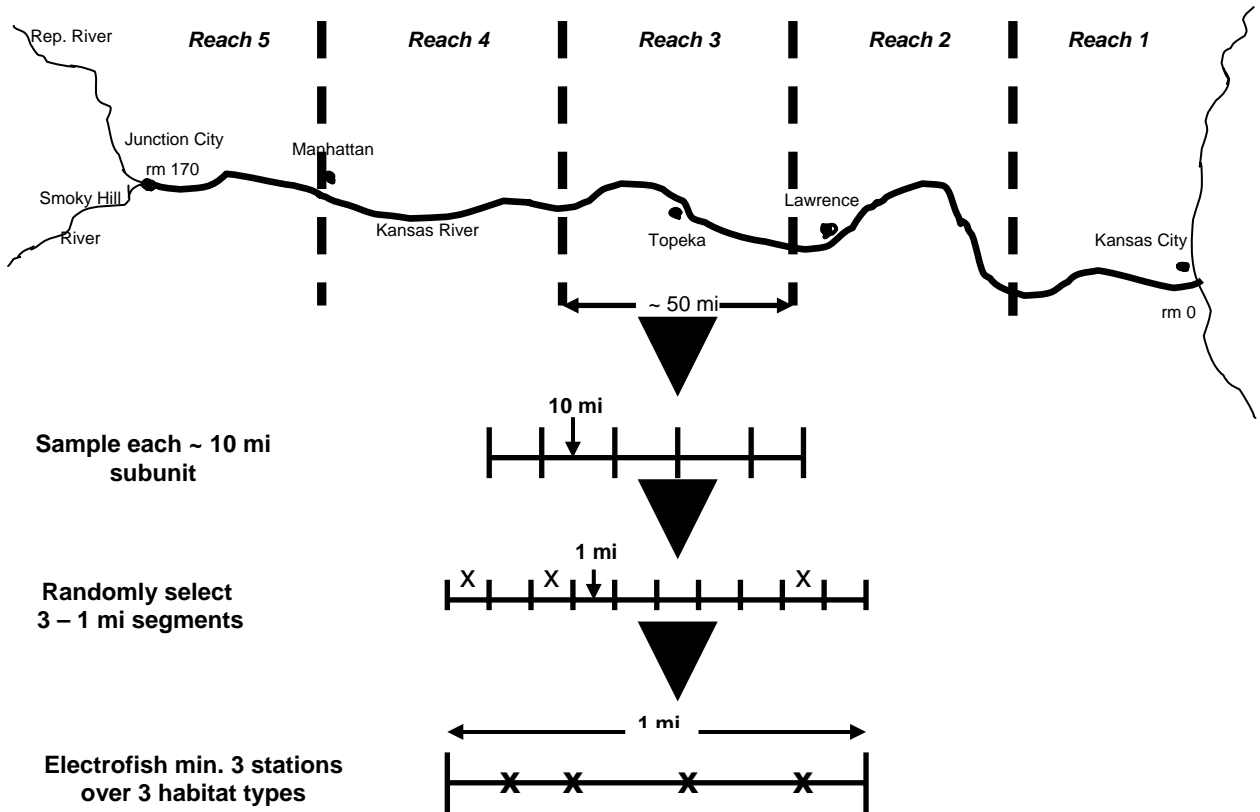 Rep. River
Reach 5
Reach 4
Reach 3
Reach 2
Reach 1
Junction City
rm 170
Manhattan
Smoky Hill
River
Kansas River
Topeka
Lawrence
Kansas City
rm 0
~ 50 mi
10 mi
Sample each ~ 10 mi
subunit
1 mi
X X X
Randomly select
3 – 1 mi segments
1 mi
Electrofish min. 3 stations
over 3 habitat types
X X X X